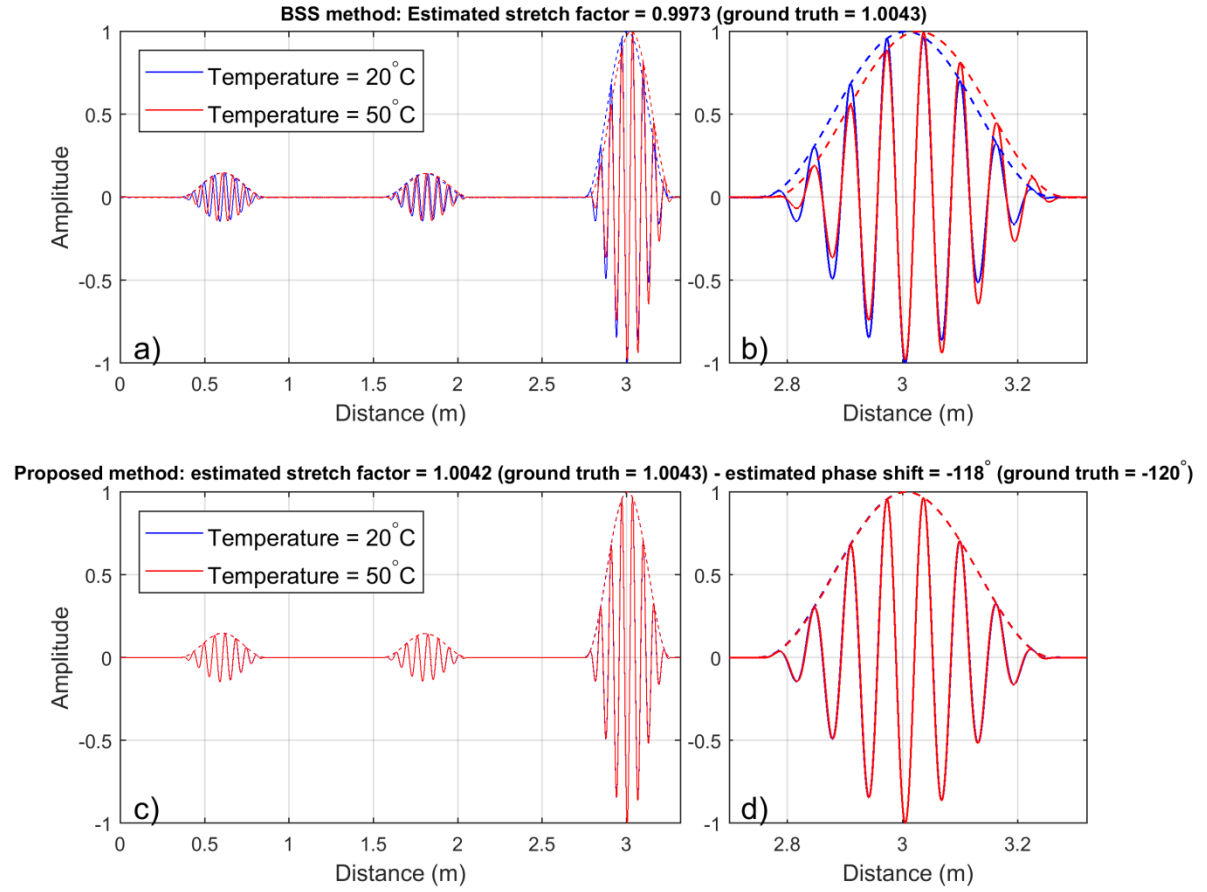 BSS method: Estimated stretch factor = 0.9973 (ground truth = 1.0043)
1
0.5
0
-0.5
-1
Amplitude
Temperature = 20°C
Temperature = 50°C
a)
0
0.5
1
1.5
2
2.5
3
Distance (m)
1
0.5
0
-0.5
-1
b)
2.8
3
3.2
Distance (m)
Proposed method: estimated stretch factor = 1.0042 (ground truth = 1.0043) - estimated phase shift = -118° (ground truth = -120°)
1
0.5
0
-0.5
-1
Amplitude
Temperature = 20°C
Temperature = 50°C
c)
0
0.5
1
1.5
2
2.5
3
Distance (m)
1
0.5
0
-0.5
-1
d)
2.8
3
3.2
Distance (m)